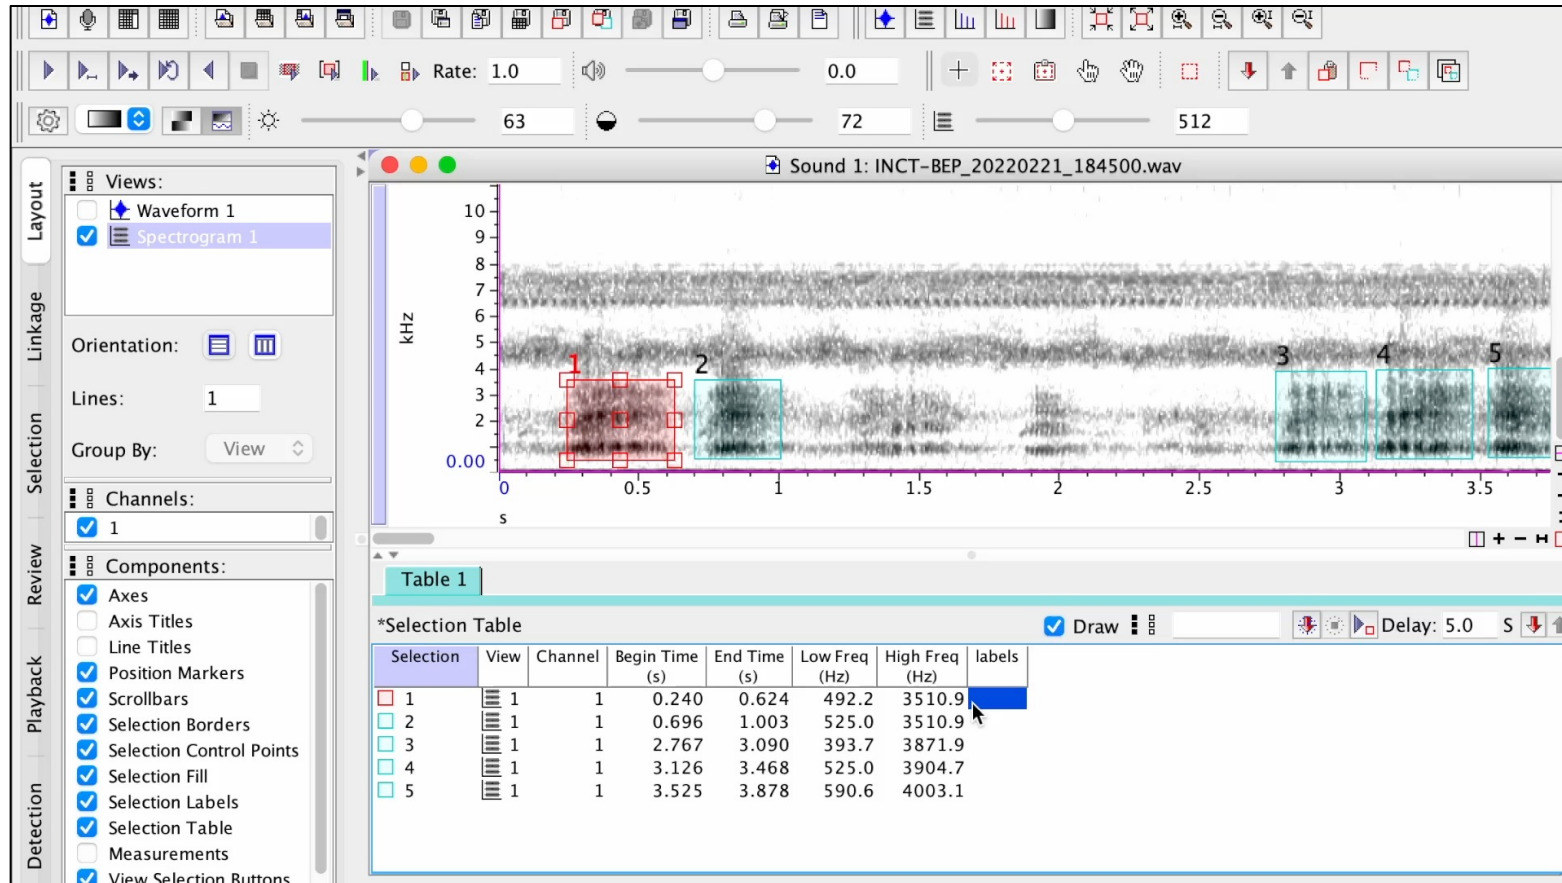 Rate: 1.0 0.0
63 72 512
Sound 1: INCT-BEP_20220221_184500.wav
Layout
Linkage
Selection
Review
Playback
Detection
Views:
Waveform 1
Spectrogram 1
Orientation:
Lines: 1
Group By: View
Channels:
1
Components:
Axes
Axis Titles
Line Titles
Position Markers
Scrollbars
Selection Borders
Selection Control Points
Selection Fill
Selection Labels
Selection Table
Measurements
View Selection Buttons
kHz
10
9
8
7
6
5
4
3
2
0.00
1 2 3 4 5
0 0.5 1 1.5 2 2.5 3 3.5
s
Table 1
*Selection Table Draw Delay: 5.0 S
Selection View Channel Begin Time (s) End Time (s) Low Freq (Hz) High Freq (Hz) labels
1 1 1 0.240 0.624 492.2 3510.9
2 1 1 0.696 1.003 525.0 3510.9
3 1 1 2.767 3.090 393.7 3871.9
4 1 1 3.126 3.468 525.0 3904.7
5 1 1 3.525 3.878 590.6 4003.1